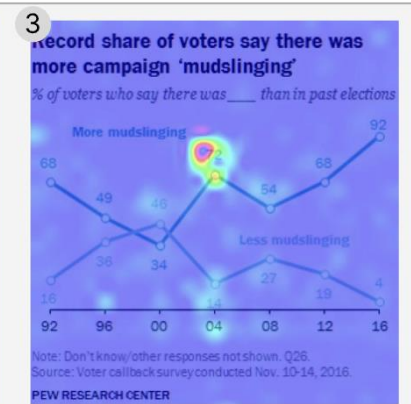 3
Record share of voters say there was
more campaign ‘mudslinging’
% of voters who say there was___ than in past elections
More mudslinging
92
72
68
68
49
46
54
36
34
Less mudslinging
27
16
14
19
4
92 96 00 04 08 12 16
Note: Don’t know/other responses not shown. Q26.
Source: Voter callback survey conducted Nov. 10-14, 2016.
PEW RESEARCH CENTER